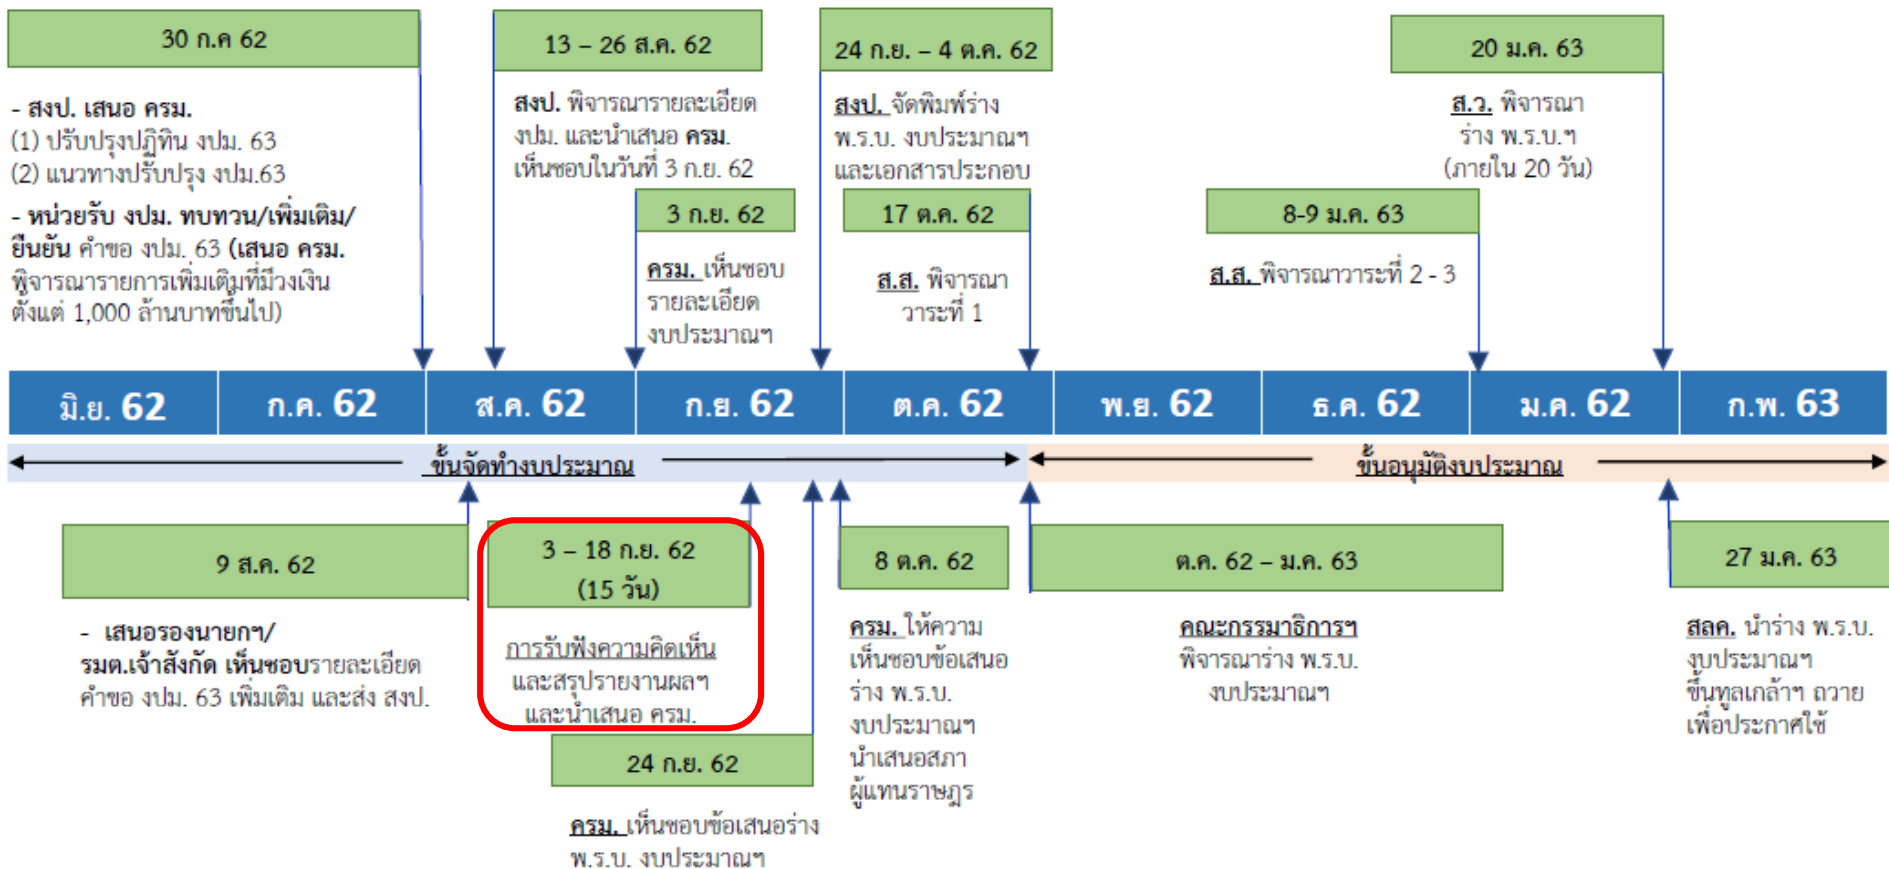 30 ก.ค 62
- สงป. เสนอ ครม.
(1) ปรับปรุงปฏิทิน งปม. 63
(2) แนวทางปรับปรุง งปม.63
- หน่วยรับ งปม. ทบทวน/เพิ่มเติม/
ยืนยัน คำขอ งปม. 63 (เสนอ ครม.
พิจารณารายการเพิ่มเติมที่มีวงเงิน
ตั้งแต่ 1,000 ล้านบาทขึ้นไป)
13 – 26 ส.ค. 62
สงป. พิจารณารายละเอียด
งปม. และนำเสนอ ครม.
เห็นชอบในวันที่ 3 ก.ย. 62
3 ก.ย. 62
ครม. เห็นชอบ
รายละเอียด
งบประมาณฯ
24 ก.ย. – 4 ต.ค. 62
สงป. จัดพิมพ์ร่าง
พ.ร.บ. งบประมาณฯ
และเอกสารประกอบ
17 ต.ค. 62
ส.ส. พิจารณา
วาระที่ 1
8-9 ม.ค. 63
ส.ส. พิจารณาวาระที่ 2 - 3
20 ม.ค. 63
ส.ว. พิจารณา
ร่าง พ.ร.บ.ฯ
(ภายใน 20 วัน)
มิ.ย. 62
ก.ค. 62
ส.ค. 62
ก.ย. 62
ต.ค. 62
พ.ย. 62
ธ.ค. 62
ม.ค. 62
ก.พ. 63
ขั้นจัดทำงบประมาณ
ขั้นอนุมัติงบประมาณ
9 ส.ค. 62
- เสนอรองนายกฯ/
รมต.เจ้าสังกัด เห็นชอบรายละเอียด
คำขอ งปม. 63 เพิ่มเติม และส่ง สงป.
3 – 18 ก.ย. 62
(15 วัน)
การรับฟังความคิดเห็น
และสรุปรายงานผลฯ
และนำเสนอ ครม.
24 ก.ย. 62
ครม. เห็นชอบข้อเสนอร่าง
พ.ร.บ. งบประมาณฯ
8 ต.ค. 62
ครม. ให้ความ
เห็นชอบข้อเสนอ
ร่าง พ.ร.บ.
งบประมาณฯ
นำเสนอสภา
ผู้แทนราษฎร
ต.ค. 62 – ม.ค. 63
คณะกรรมาธิการฯ
พิจารณาร่าง พ.ร.บ.
งบประมาณฯ
27 ม.ค. 63
สลค. นำร่าง พ.ร.บ.
งบประมาณฯ
ขึ้นทูลเกล้าฯ ถวาย
เพื่อประกาศใช้